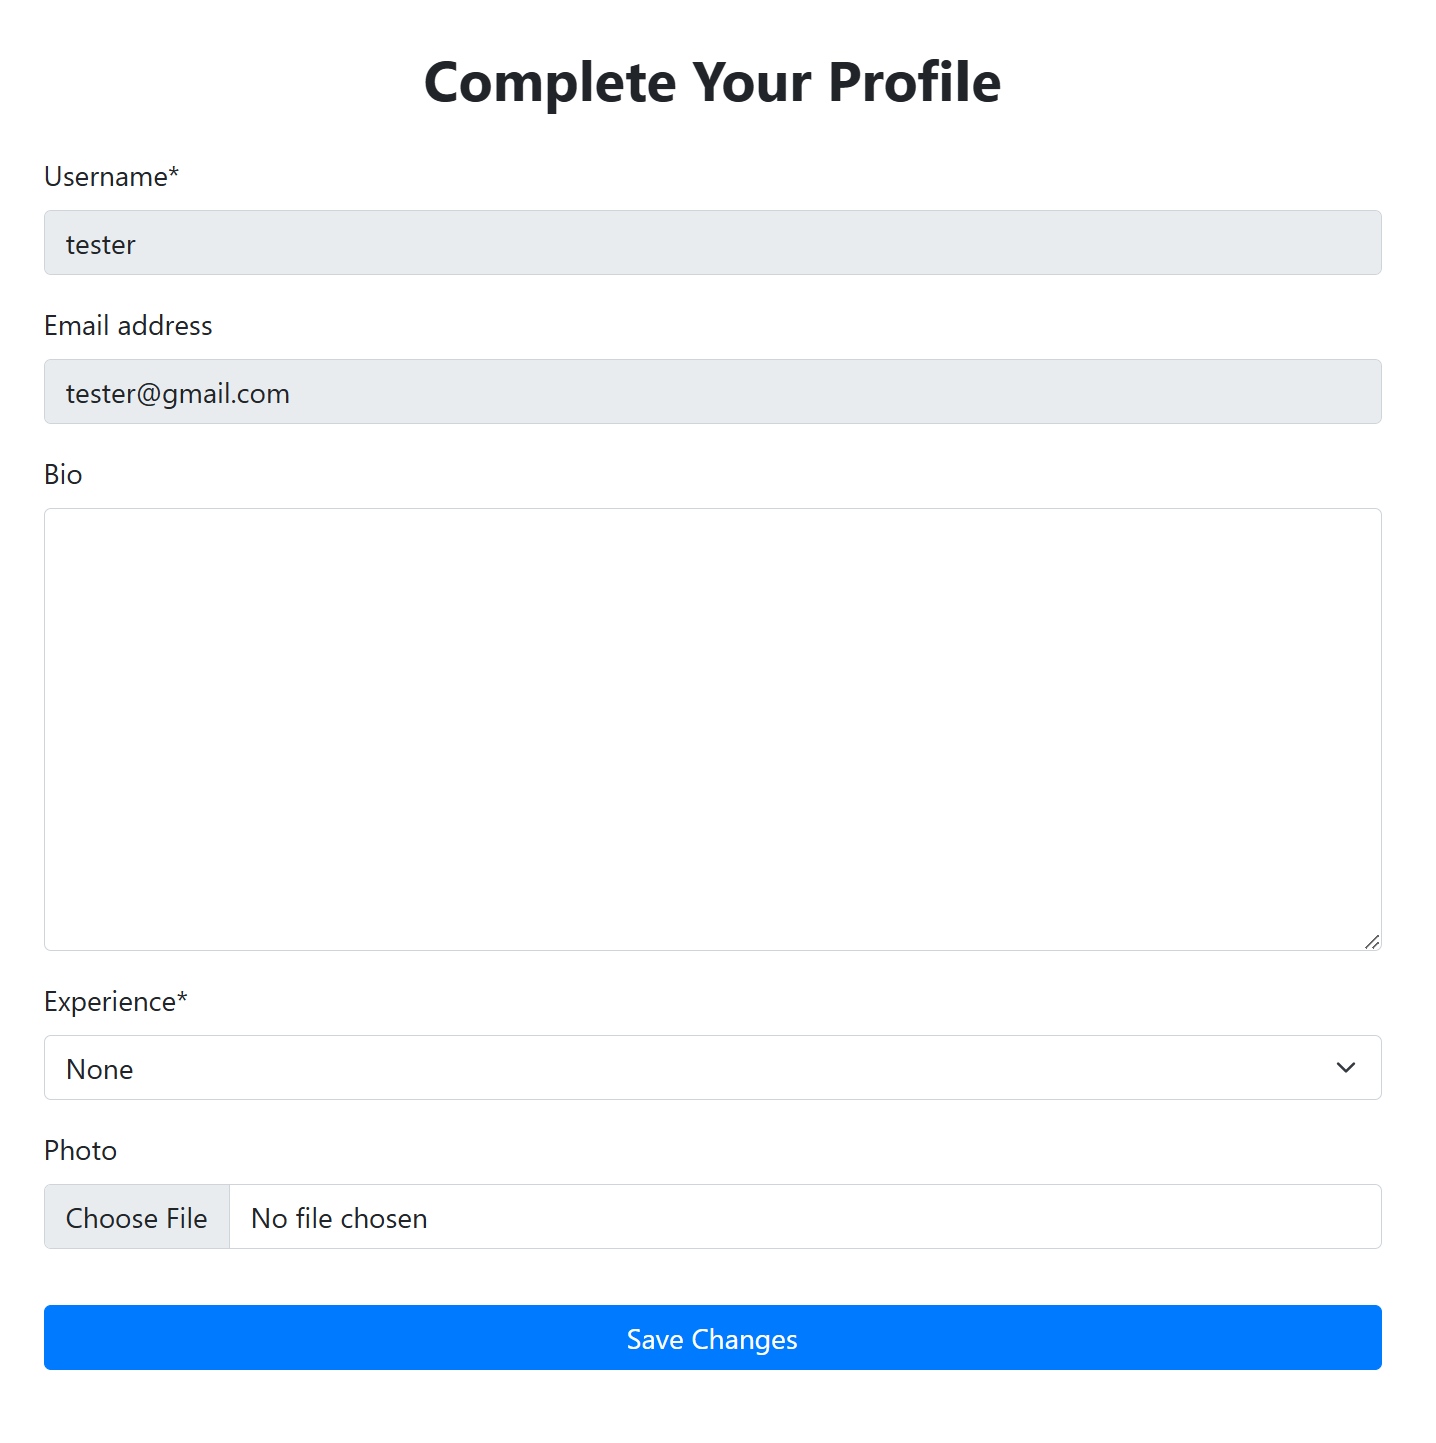 Complete Your Profile
Username*
tester
Email address
tester@gmail.com
Bio
Experience*
None
Photo
Choose File No file chosen
Save Changes